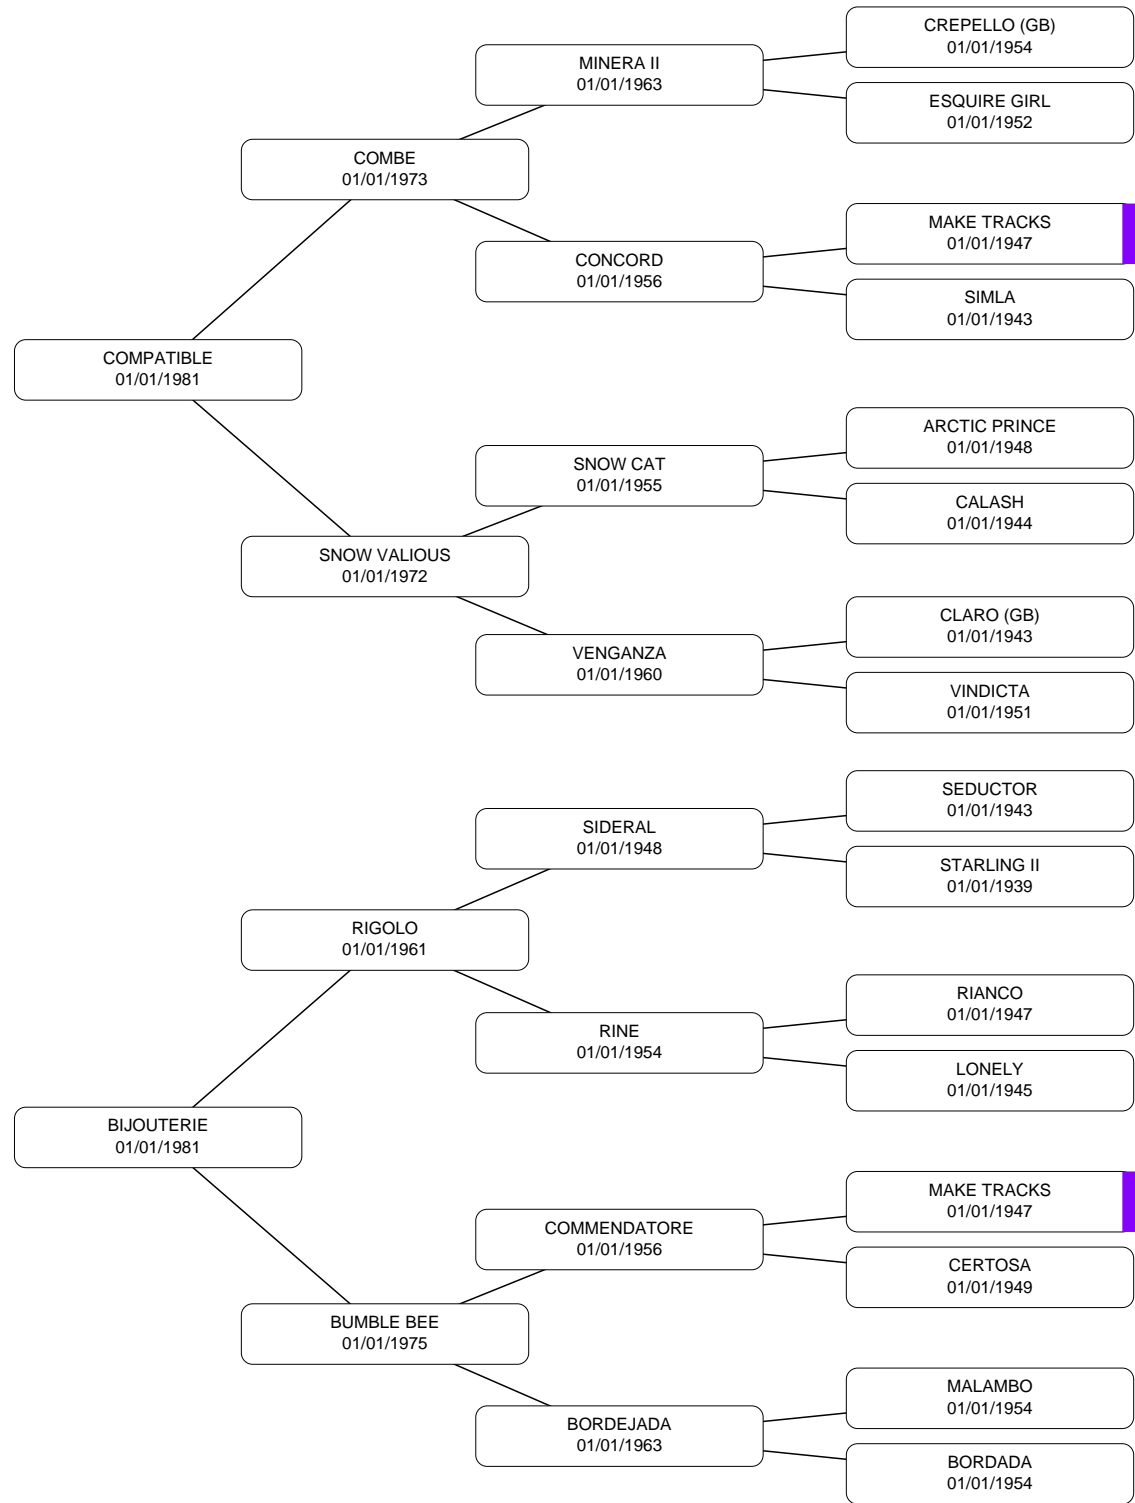 CREPELLO (GB)
01/01/1954
MINERA II
01/01/1963
ESQUIRE GIRL
01/01/1952
COMBE
01/01/1973
MAKE TRACKS
01/01/1947
CONCORD
01/01/1956
SIMLA
01/01/1943
COMPATIBLE
01/01/1981
ARCTIC PRINCE
01/01/1948
SNOW CAT
01/01/1955
CALASH
01/01/1944
SNOW VALIOUS
01/01/1972
CLARO (GB)
01/01/1943
VENGANZA
01/01/1960
VINDICTA
01/01/1951
SEDUCTOR
01/01/1943
SIDERAL
01/01/1948
STARLING II
01/01/1939
RIGOLO
01/01/1961
RIANCO
01/01/1947
RINE
01/01/1954
LONELY
01/01/1945
BIJOUTERIE
01/01/1981
MAKE TRACKS
01/01/1947
COMMENDATORE
01/01/1956
CERTOSA
01/01/1949
BUMBLE BEE
01/01/1975
MALAMBO
01/01/1954
BORDEJADA
01/01/1963
BORDADA
01/01/1954